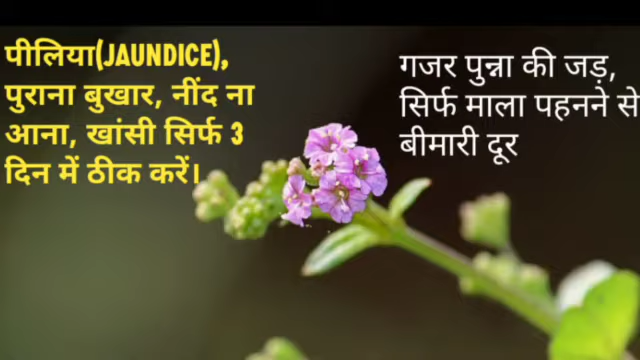 पीलिया(JAUNDICE),
पुराना बुखार, नींद ना
आना, खांसी सिर्फ 3
दिन में ठीक करें।
गजर पुन्ना की जड़,
सिर्फ माला पहनने से
बीमारी दूर